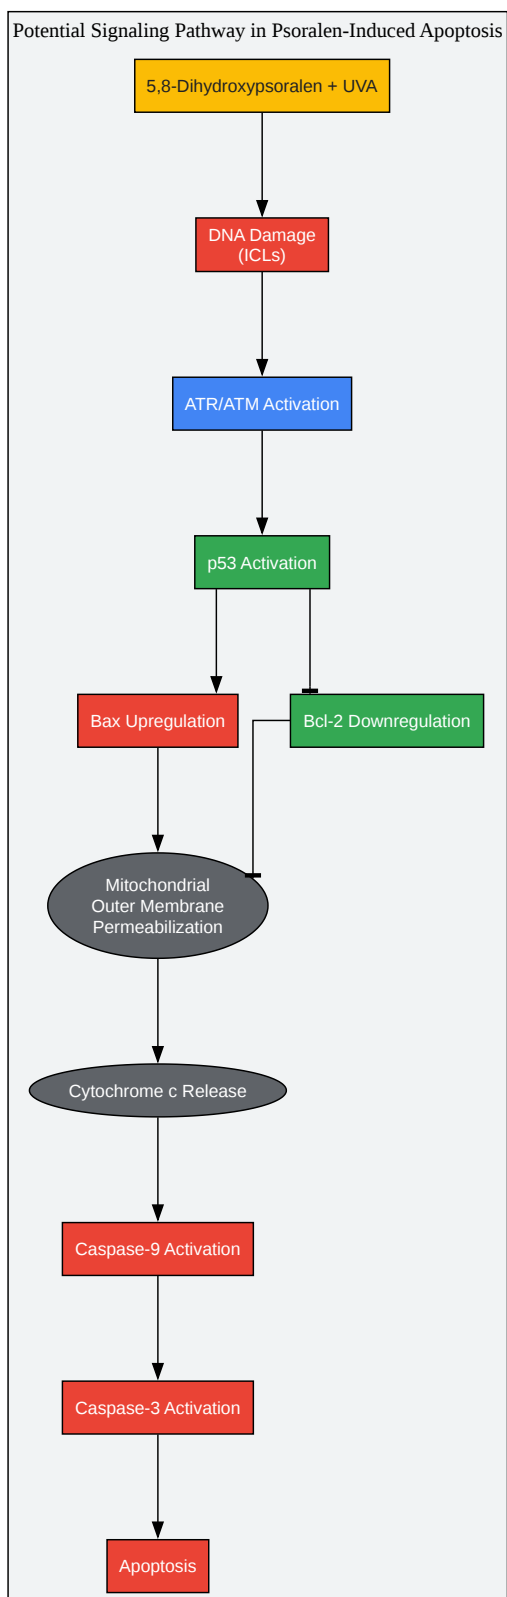 Potential Signaling Pathway in Psoralen-Induced Apoptosis
5,8-Dihydroxypsoralen + UVA
DNA Damage
(ICLs)
ATR/ATM Activation
p53 Activation
Bax Upregulation
Bcl-2 Downregulation
Mitochondrial
Outer Membrane
Permeabilization
Cytochrome c Release
Caspase-9 Activation
Caspase-3 Activation
Apoptosis